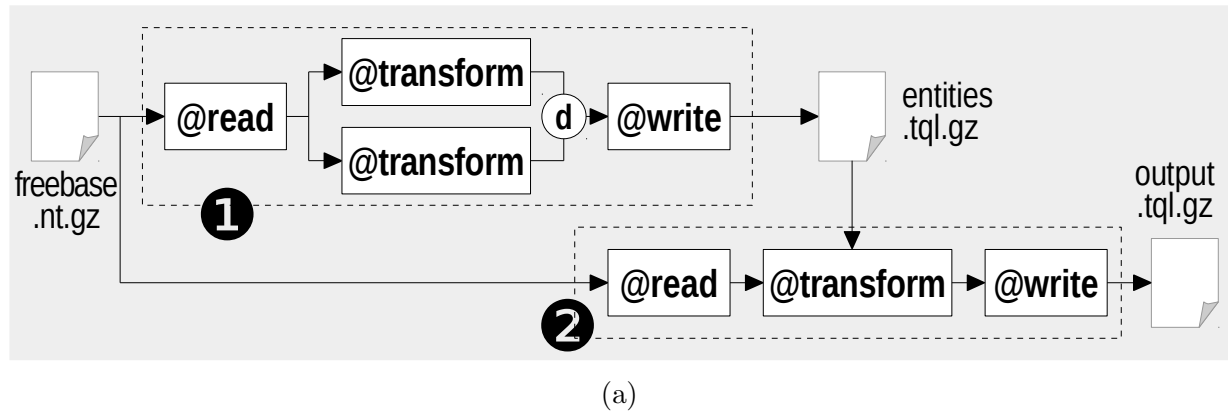 @transform
@read
d
@write
@transform
entities
.tql.gz
freebase
.nt.gz
1
output
.tql.gz
@read
@transform
@write
2
(a)